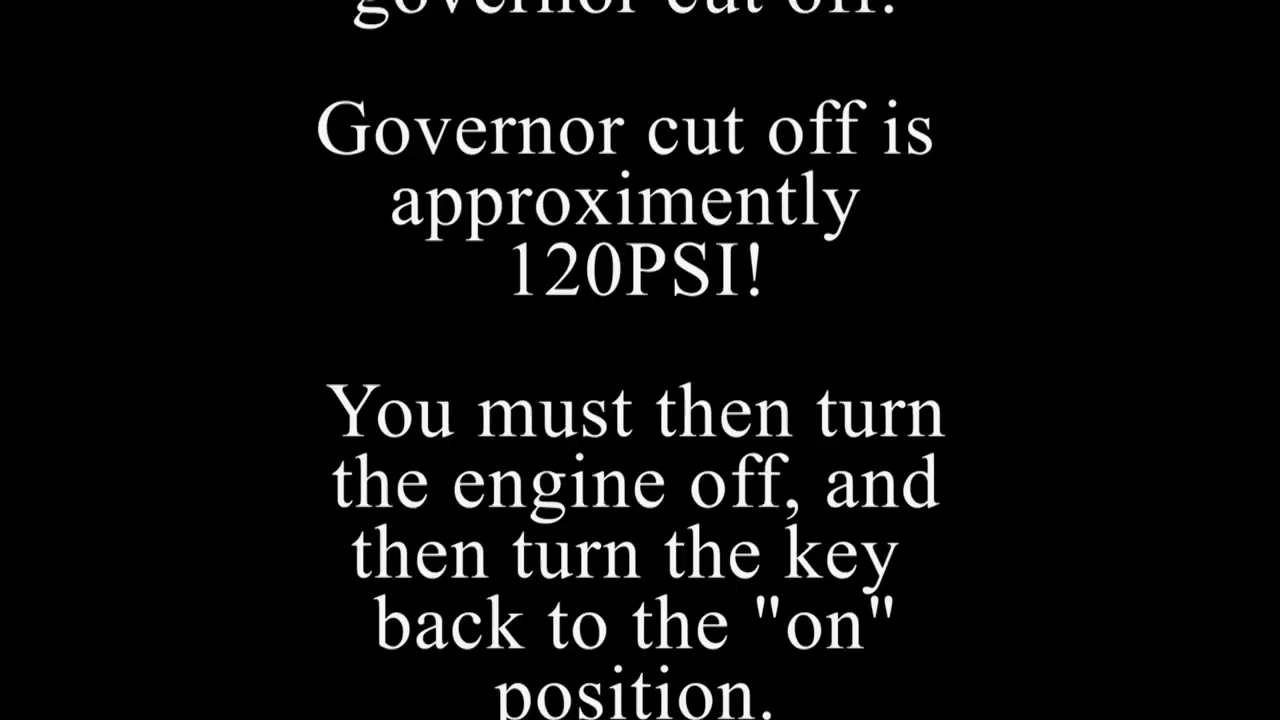 governor cut off.
Governor cut off is
approximently
120PSI!
You must then turn
the engine off, and
then turn the key
back to the "on"
position.